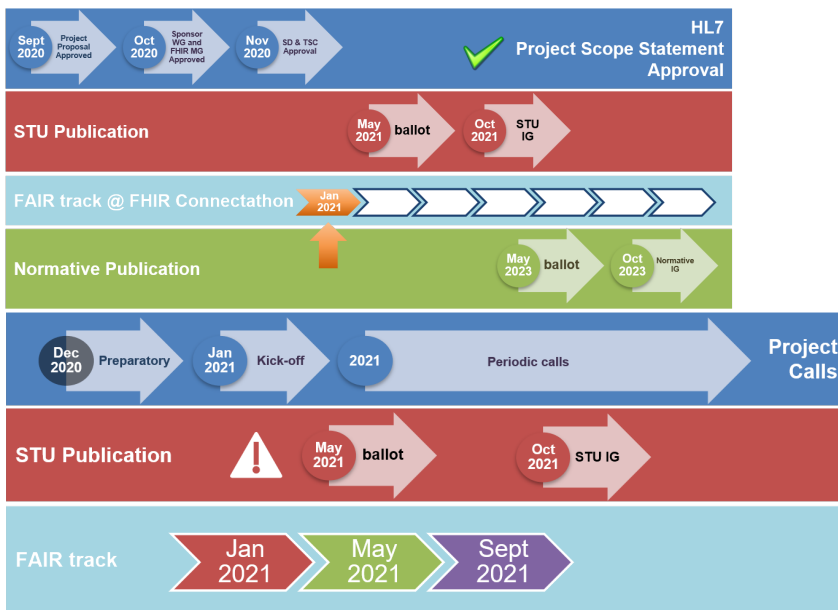 Sept
2020
Project
Proposal
Approved
Oct
2020
Sponsor
WG and
FHIR MG
Approved
Nov
2020
SD & TSC
Approval
HL7
Project Scope Statement
Approval
STU Publication
May
2021
ballot
Oct
2021
STU
IG
FAIR track @ FHIR Connectathon
Jan
2021
Normative Publication
May
2023
ballot
Oct
2023
Normative
IG
Dec
2020
Preparatory
Jan
2021
Kick-off
2021
Periodic calls
Project
Calls
STU Publication
May
2021
ballot
Oct
2021
STU IG
FAIR track
Jan
2021
May
2021
Sept
2021